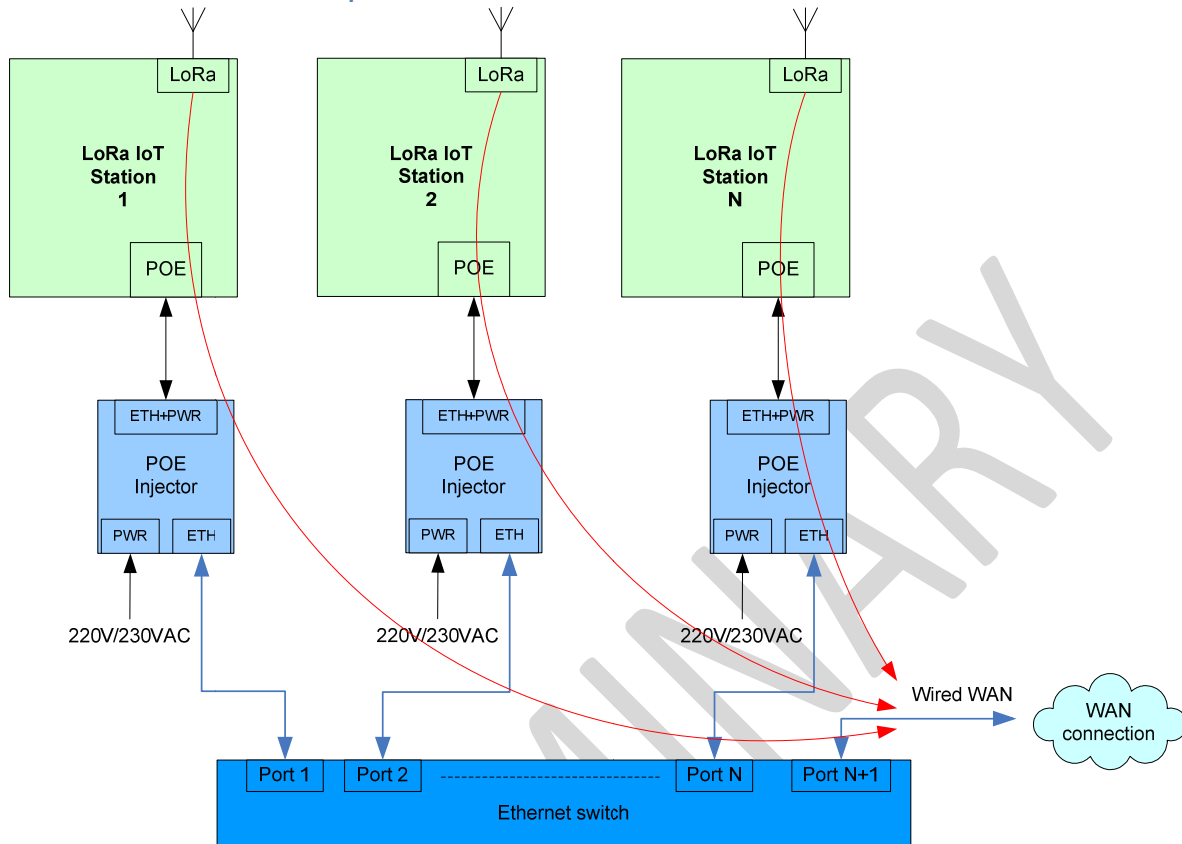 LoRa
LoRa
LoRa
LoRa IoT
Station
1
LoRa IoT
Station
2
LoRa IoT
Station
N
POE
POE
POE
ETH+PWR
ETH+PWR
ETH+PWR
POE
Injector
POE
Injector
POE
Injector
PWR
ETH
PWR
ETH
PWR
ETH
220V/230VAC
220V/230VAC
220V/230VAC
Wired WAN
WAN
connection
Port 1
Port 2
Port N
Port N+1
Ethernet switch
MINARY